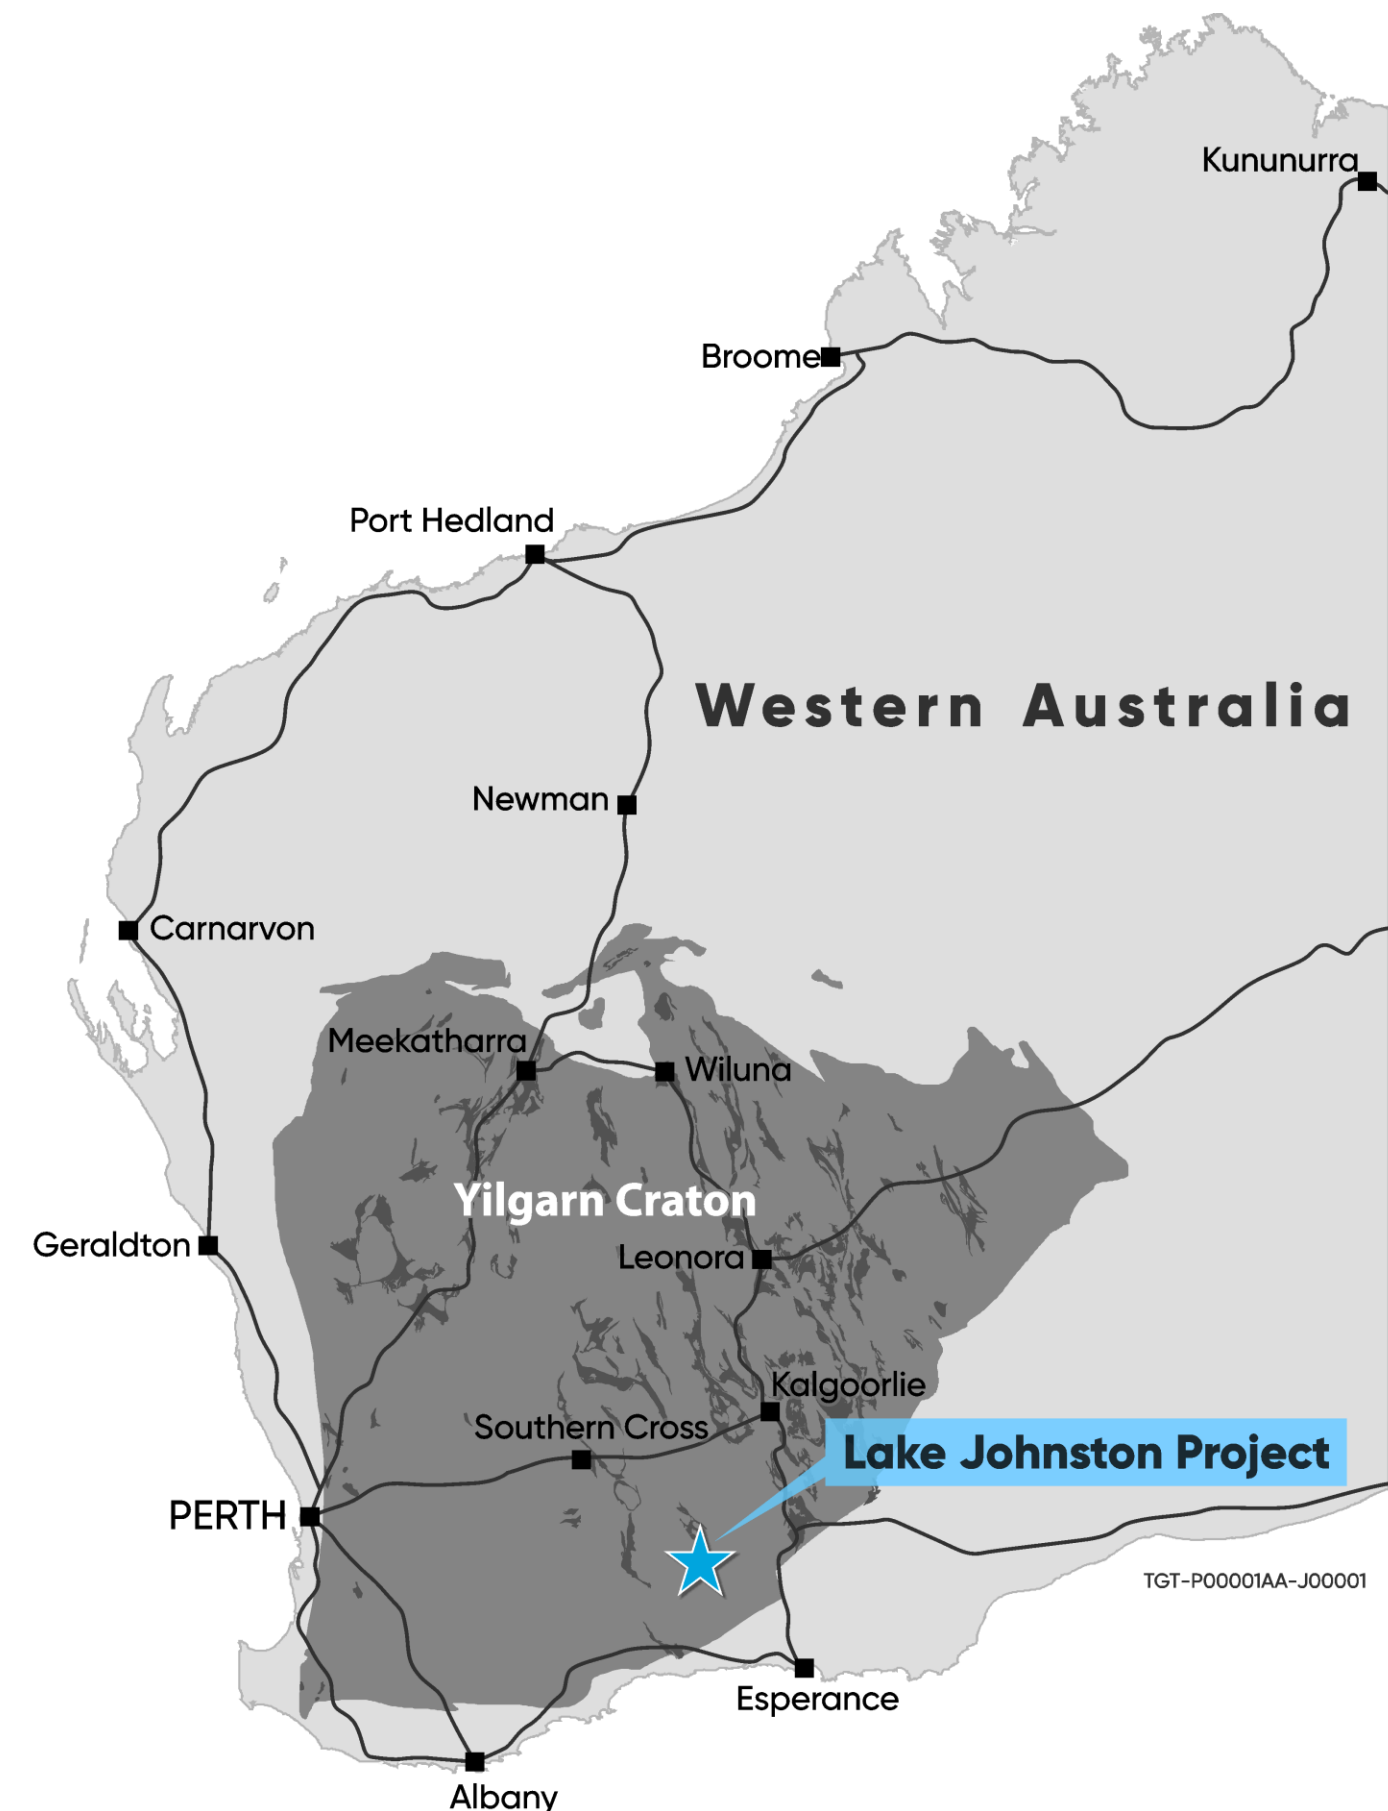 Kununurra
Broome
Port Hedland
Western Australia
Newman
Carnarvon
Meekatharra
Wiluna
Yilgarn Craton
Geraldton
Leonora
Kalgoorlie
Southern Cross
Lake Johnston Project
PERTH
TGT-P00001AA-J00001
Esperance
Albany